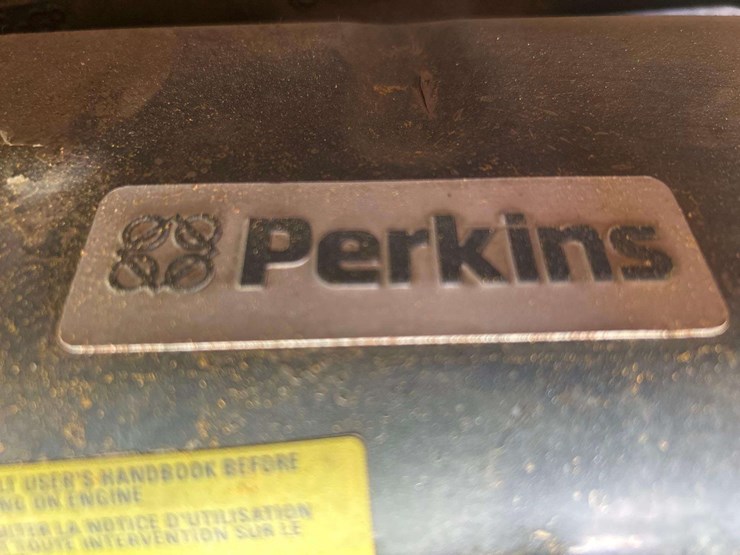 Perkins
USER'S HANDBOOK BEFORE
ON ENGINE
LA NOTICE D'UTILISATION
INTERVENTION SUR LE